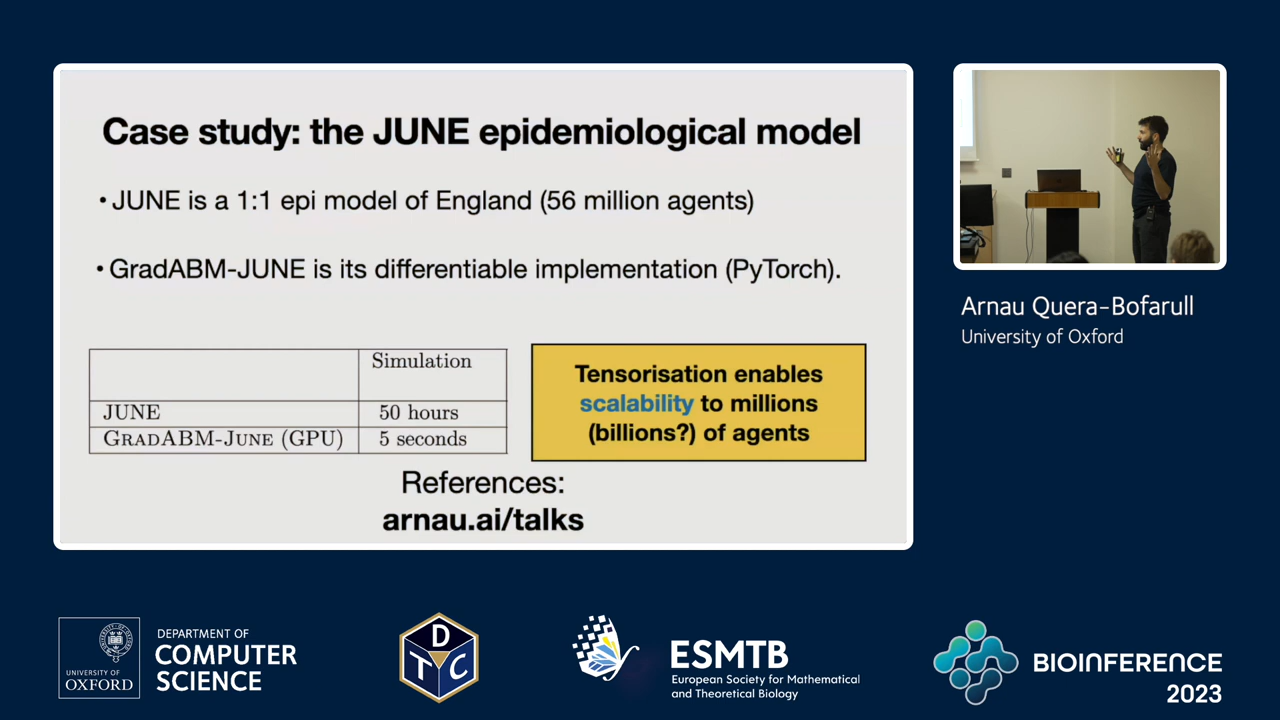 Case study: the JUNE epidemiological model
• JUNE is a 1:1 epi model of England (56 million agents)
• GradABM-JUNE is its differentiable implementation (PyTorch).
Simulation
JUNE 50 hours
GRADABM-JUNE (GPU) 5 seconds
Tensorisation enables
scalability to millions
(billions?) of agents
References:
arnau.ai/talks
Arnau Quera-Bofarull
University of Oxford
UNIVERSITY OF
OXFORD
DEPARTMENT OF
COMPUTER
SCIENCE
D
T C
ESMTB
European Society for Mathematical
and Theoretical Biology
BIOINFERENCE
2023